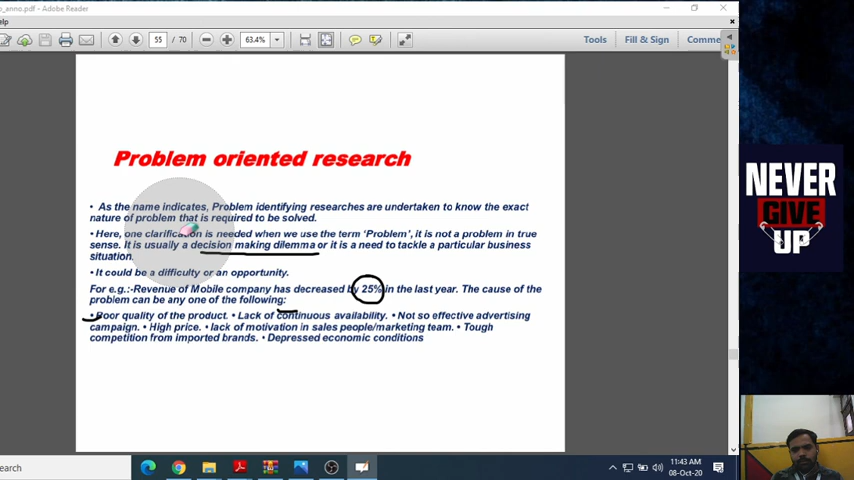 o_anno.pdf - Adobe Reader
elp
55 / 70
63.4%
Tools
Fill & Sign
Comme
Problem oriented research
• As the name indicates, Problem identifying researches are undertaken to know the exact
nature of problem that is required to be solved.
•Here, one clarification is needed when we use the term ‘Problem’, it is not a problem in true
sense. It is usually a decision making dilemma or it is a need to tackle a particular business
situation.
•It could be a difficulty or an opportunity.
For e.g.:-Revenue of Mobile company has decreased by 25% in the last year. The cause of the
problem can be any one of the following:
•Poor quality of the product. • Lack of continuous availability. • Not so effective advertising
campaign. • High price. • lack of motivation in sales people/marketing team. • Tough
competition from imported brands. • Depressed economic conditions
NEVER
GIVE
UP
search
11:43 AM
08-Oct-20